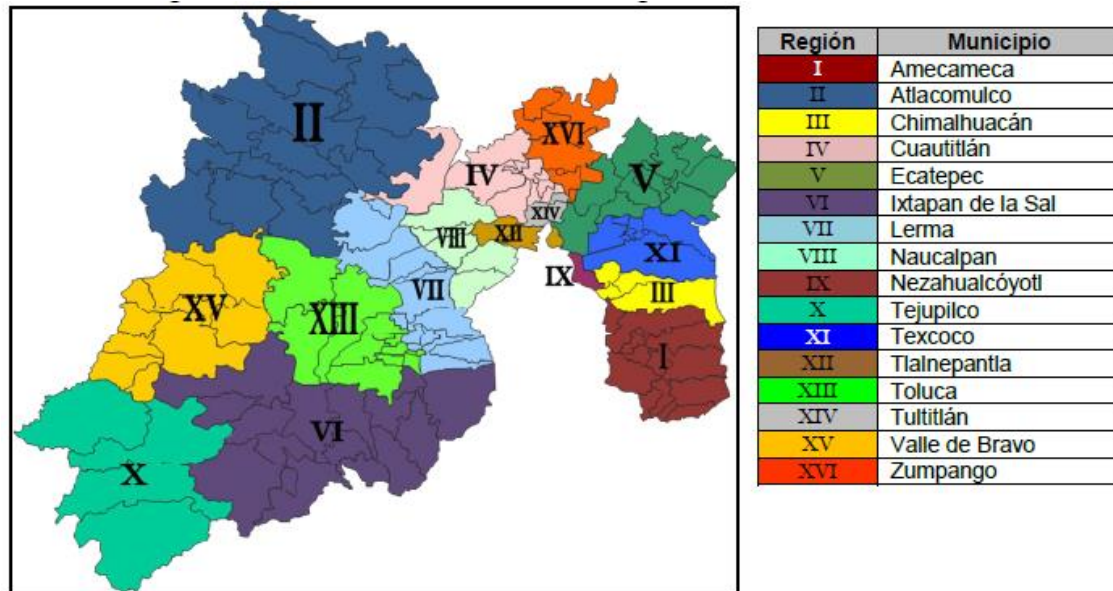 II
XVI
IV
V
XIV
VIII
XII
XI
IX
III
VII
XV
XIII
I
VI
X
Región Municipio
I Amecameca
II Atlacomulco
III Chimalhuacán
IV Cuautitlán
V Ecatepec
VI Ixtapan de la Sal
VII Lerma
VIII Naucalpan
IX Nezahualcóyotl
X Tejupilco
XI Texcoco
XII Tlalnepantla
XIII Toluca
XIV Tultitlán
XV Valle de Bravo
XVI Zumpango